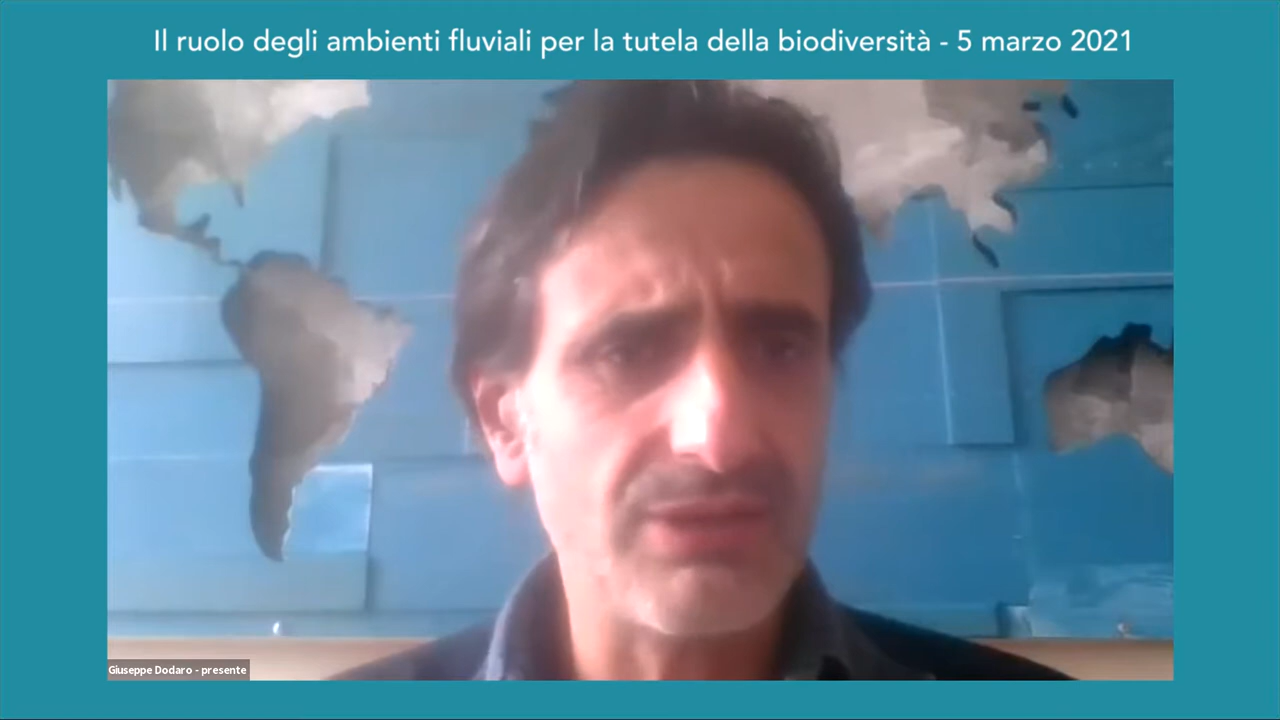 Il ruolo degli ambienti fluviali per la tutela della biodiversità - 5 marzo 2021
Giuseppe Dodaro - presente